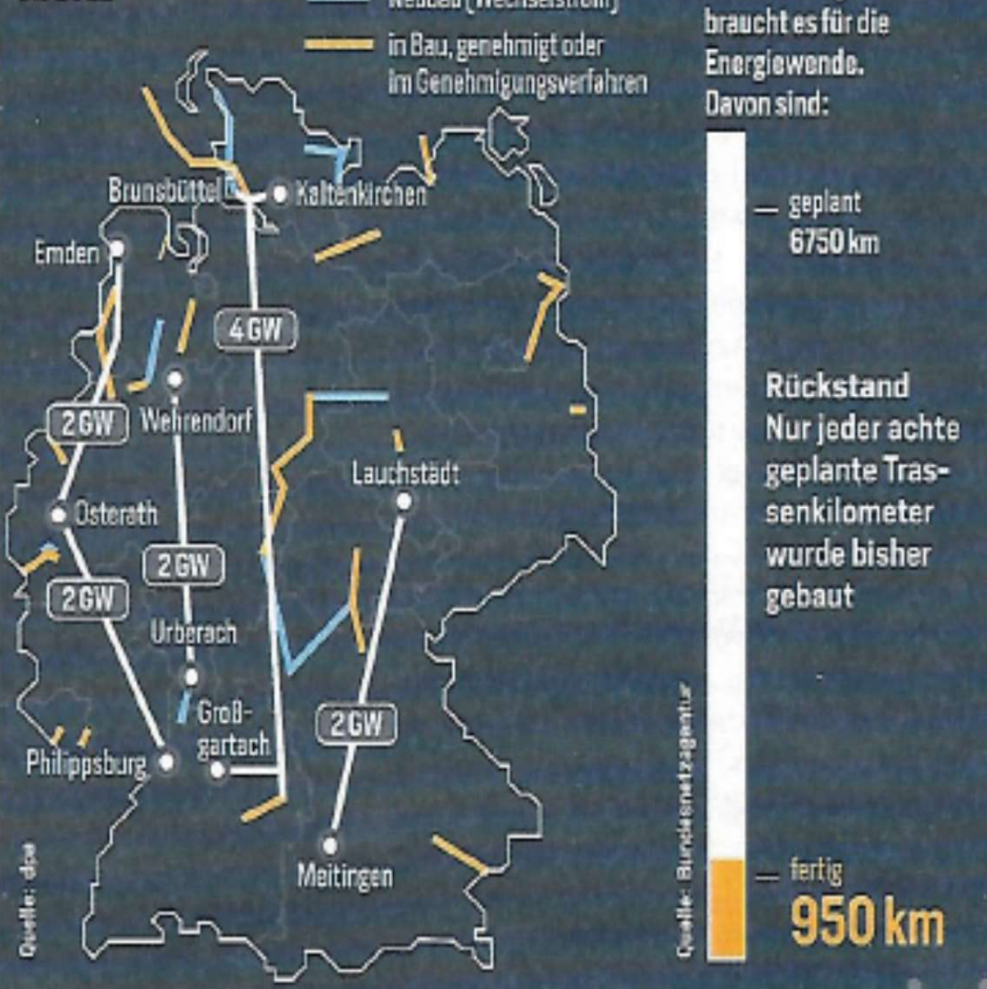 Neubau (Wechselstrom)
in Bau, genehmigt oder
im Genehmigungsverfahren
braucht es für die
Energiewende.
Davon sind:
Brunsbüttel
Kaltenkirchen
Emden
geplant
6750 km
4 GW
2 GW
Wehrendorf
Lauchstädt
Osterath
2 GW
2 GW
Urberach
Rückstand
Nur jeder achte
geplante Tras-
senkilometer
wurde bisher
gebaut
Groß-
gartach
2 GW
Philippsburg
Meitingen
Quelle: dpa
Quelle: Bundesnetzagentur
fertig
950 km